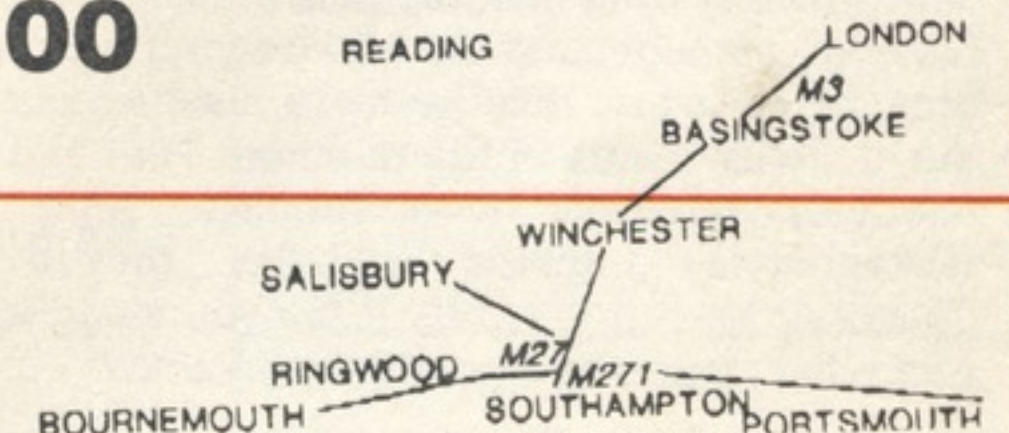 00
READING
LONDON
M3
BASINGSTOKE
WINCHESTER
SALISBURY
M27
RINGWOOD
M271
BOURNEMOUTH
SOUTHAMPTON
PORTSMOUTH